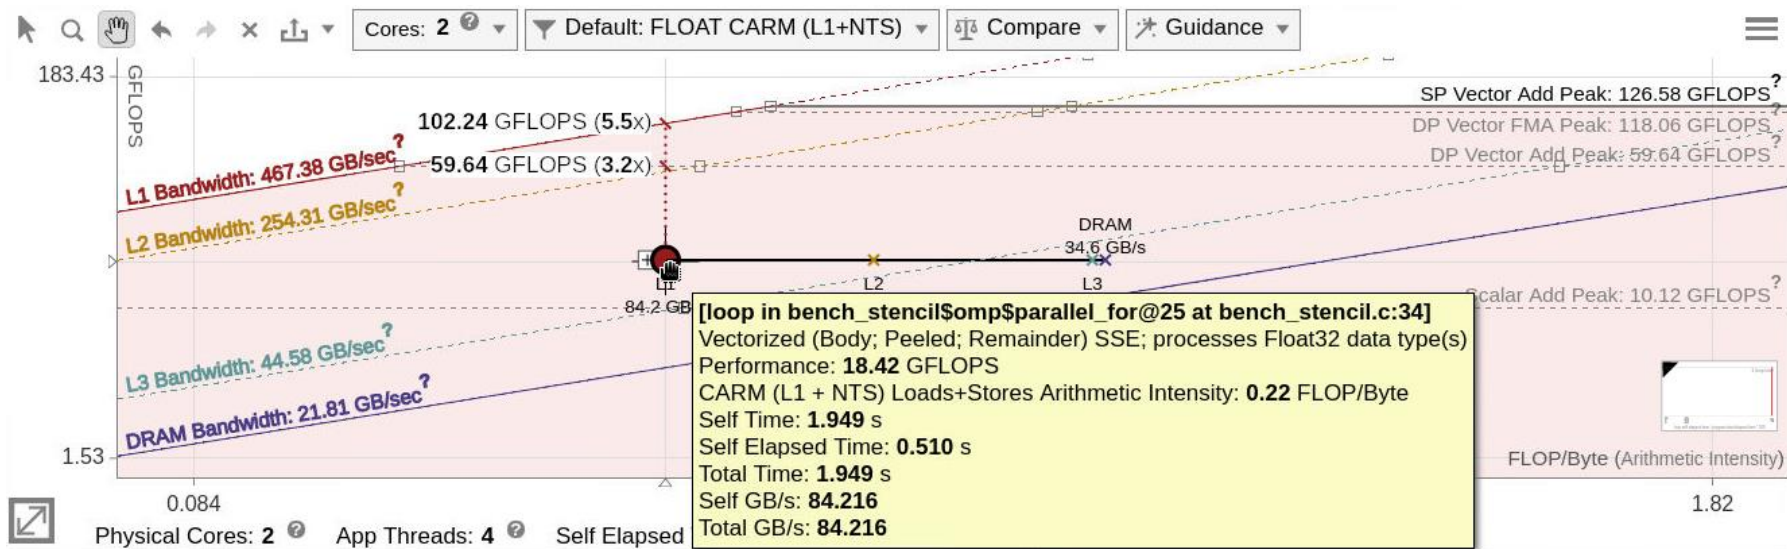 Cores: 2 ?
Default: FLOAT CARM (L1+NTS)
Compare
Guidance
183.43
GFLOPS
SP Vector Add Peak: 126.58 GFLOPS?
102.24 GFLOPS (5.5x)
DP Vector FMA Peak: 118.06 GFLOPS?
L1 Bandwidth: 467.38 GB/sec?
59.64 GFLOPS (3.2x)
DP Vector Add Peak: 59.64 GFLOPS?
L2 Bandwidth: 254.31 GB/sec?
DRAM
34.6 GB/s
L1
L2
L3
84.2 GB
Scalar Add Peak: 10.12 GFLOPS?
L3 Bandwidth: 44.58 GB/sec?
DRAM Bandwidth: 21.81 GB/sec?
[loop in bench_stencil$omp$parallel_for@25 at bench_stencil.c:34]
Vectorized (Body; Peeled; Remainder) SSE; processes Float32 data type(s)
Performance: 18.42 GFLOPS
CARM (L1 + NTS) Loads+Stores Arithmetic Intensity: 0.22 FLOP/Byte
Self Time: 1.949 s
Self Elapsed Time: 0.510 s
Total Time: 1.949 s
Self GB/s: 84.216
Total GB/s: 84.216
1.53
FLOP/Byte (Arithmetic Intensity)
0.084
1.82
Physical Cores: 2 ?
App Threads: 4 ?
Self Elapsed